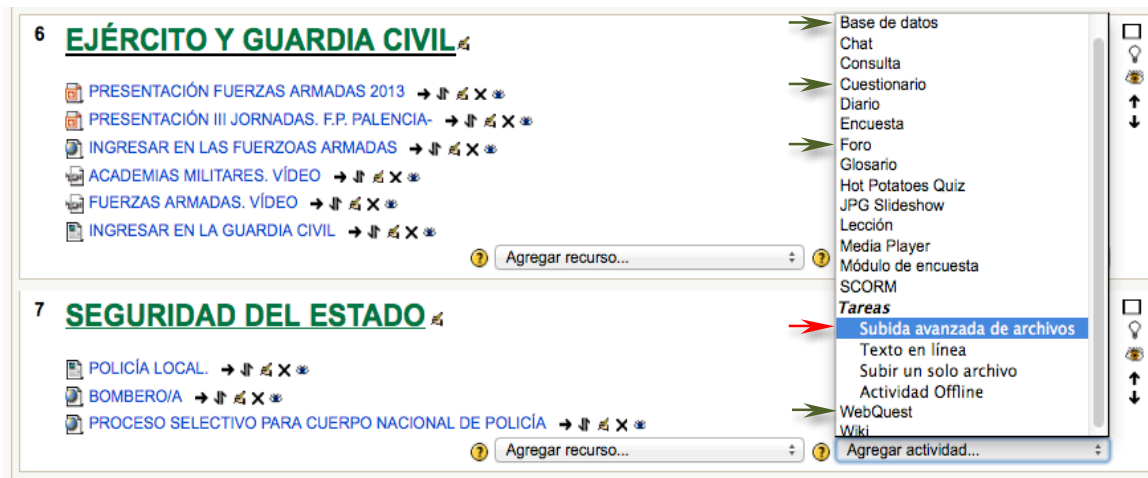 6 EJÉRCITO Y GUARDIA CIVIL
PRESENTACIÓN FUERZAS ARMADAS 2013
PRESENTACIÓN III JORNADAS. F.P. PALENCIA-
INGRESAR EN LAS FUERZOAS ARMADAS
ACADEMIAS MILITARES. VÍDEO
FUERZAS ARMADAS. VÍDEO
INGRESAR EN LA GUARDIA CIVIL
Agregar recurso...
7 SEGURIDAD DEL ESTADO
POLICÍA LOCAL.
BOMBERO/A
PROCESO SELECTIVO PARA CUERPO NACIONAL DE POLICÍA
Agregar recurso...
Base de datos
Chat
Consulta
Cuestionario
Diario
Encuesta
Foro
Glosario
Hot Potatoes Quiz
JPG Slideshow
Lección
Media Player
Módulo de encuesta
SCORM
Tareas
Subida avanzada de archivos
Texto en línea
Subir un solo archivo
Actividad Offline
WebQuest
Wiki
Agregar actividad...